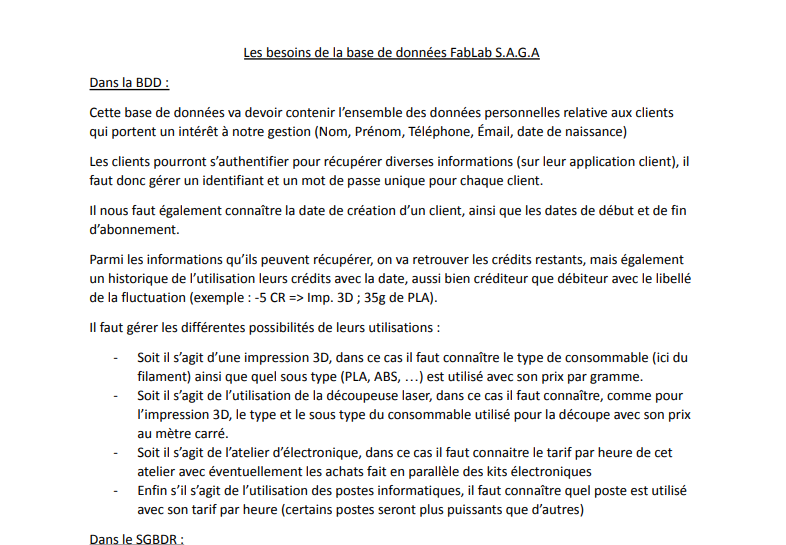 Les besoins de la base de données FabLab S.A.G.A
Dans la BDD :
Cette base de données va devoir contenir l’ensemble des données personnelles relative aux clients
qui portent un intérêt à notre gestion (Nom, Prénom, Téléphone, Émail, date de naissance)
Les clients pourront s’authentifier pour récupérer diverses informations (sur leur application client), il
faut donc gérer un identifiant et un mot de passe unique pour chaque client.
Il nous faut également connaître la date de création d’un client, ainsi que les dates de début et de fin
d’abonnement.
Parmi les informations qu’ils peuvent récupérer, on va retrouver les crédits restants, mais également
un historique de l’utilisation leurs crédits avec la date, aussi bien créditeur que débiteur avec le libellé
de la fluctuation (exemple : -5 CR => Imp. 3D ; 35g de PLA).
Il faut gérer les différentes possibilités de leurs utilisations :
- Soit il s’agit d’une impression 3D, dans ce cas il faut connaître le type de consommable (ici du
filament) ainsi que quel sous type (PLA, ABS, …) est utilisé avec son prix par gramme.
- Soit il s’agit de l’utilisation de la découpeuse laser, dans ce cas il faut connaître, comme pour
l’impression 3D, le type et le sous type du consommable utilisé pour la découpe avec son prix
au mètre carré.
- Soit il s’agit de l’atelier d’électronique, dans ce cas il faut connaitre le tarif par heure de cet
atelier avec éventuellement les achats fait en parallèle des kits électroniques
- Enfin s’il s’agit de l’utilisation des postes informatiques, il faut connaître quel poste est utilisé
avec son tarif par heure (certains postes seront plus puissants que d’autres)
Dans le SGBDR :